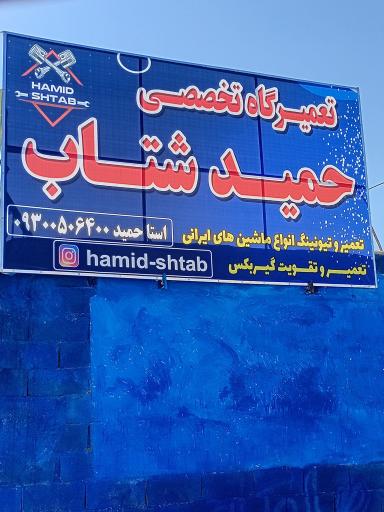 HAMID
SHTAB
تعمیرگاه تخصصی
حمید شتاب
تعمیر و تیونینگ انواع ماشین های ایرانی
استا حمید ۰۹۳۰۰۵۰۶۴۰۰
تعمیر و تقویت گیربکس
hamid-shtab